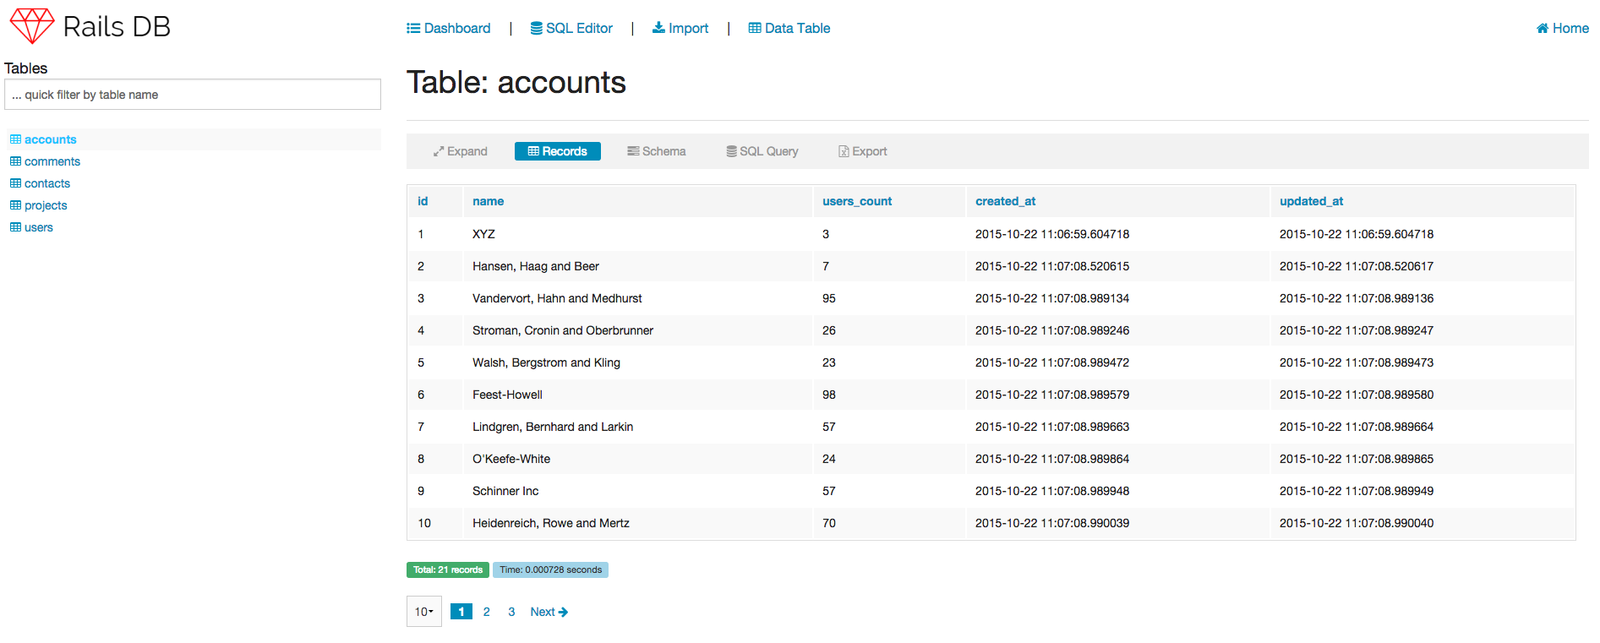 Rails DB
Dashboard | SQL Editor | Import | Data Table
Home
Tables
... quick filter by table name
accounts
comments
contacts
projects
users
Table: accounts
Expand Records Schema SQL Query Export
id name users_count created_at updated_at
1 XYZ 3 2015-10-22 11:06:59.604718 2015-10-22 11:06:59.604718
2 Hansen, Haag and Beer 7 2015-10-22 11:07:08.520615 2015-10-22 11:07:08.520617
3 Vandervort, Hahn and Medhurst 95 2015-10-22 11:07:08.989134 2015-10-22 11:07:08.989136
4 Stroman, Cronin and Oberbrunner 26 2015-10-22 11:07:08.989246 2015-10-22 11:07:08.989247
5 Walsh, Bergstrom and Kling 23 2015-10-22 11:07:08.989472 2015-10-22 11:07:08.989473
6 Feest-Howell 98 2015-10-22 11:07:08.989579 2015-10-22 11:07:08.989580
7 Lindgren, Bernhard and Larkin 57 2015-10-22 11:07:08.989663 2015-10-22 11:07:08.989664
8 O'Keefe-White 24 2015-10-22 11:07:08.989864 2015-10-22 11:07:08.989865
9 Schinner Inc 57 2015-10-22 11:07:08.989948 2015-10-22 11:07:08.989949
10 Heidenreich, Rowe and Mertz 70 2015-10-22 11:07:08.990039 2015-10-22 11:07:08.990040
Total: 21 records Time: 0.000728 seconds
10 1 2 3 Next